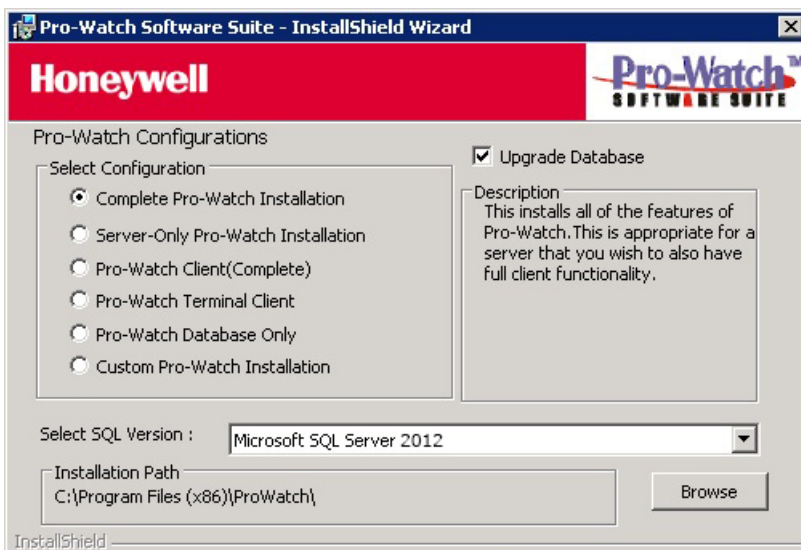 Pro-Watch Software Suite - InstallShield Wizard
Honeywell
Pro-Watch™
SOFTWARE SUITE
Pro-Watch Configurations
Select Configuration
Complete Pro-Watch Installation
Server-Only Pro-Watch Installation
Pro-Watch Client(Complete)
Pro-Watch Terminal Client
Pro-Watch Database Only
Custom Pro-Watch Installation
Upgrade Database
Description
This installs all of the features of
Pro-Watch.This is appropriate for a
server that you wish to also have
full client functionality.
Select SQL Version :
Microsoft SQL Server 2012
Installation Path
C:\Program Files (x86)\ProWatch\
Browse
InstallShield